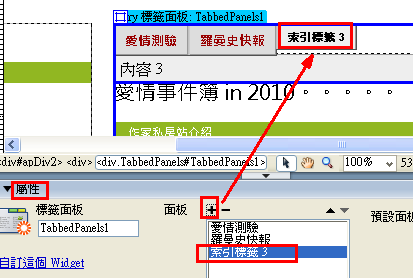 ry 標籤面板: TabbedPanels1
愛情測驗 羅曼史快報 索引標籤 3
內容 3
愛情事件簿 in 2010。。。。。
作家私房站介紹
<div#apDiv2> <div> <div.TabbedPanels#TabbedPanels1> 100% 53
屬性
標籤面板 面板 預設面板
TabbedPanels1
愛情測驗
羅曼史快報
索引標籤 3
自訂這個 Widget